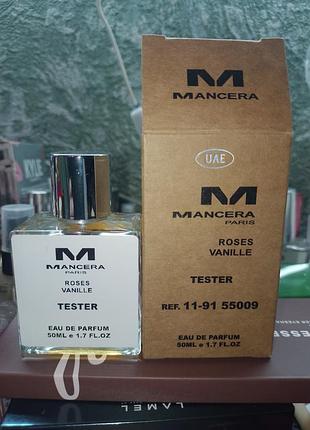 M
MANCERA
UAE
M
MANCERA
PARIS
ROSES
VANILLE
TESTER
REF. 11-91 55009
EAU DE PARFUM
50ML e 1.7 FL.OZ
M
MANCERA
ROSES
VANILLE
TESTER
EAU DE PARFUM
50ML e 1.7 FL.OZ
KYLIE
LAMEL